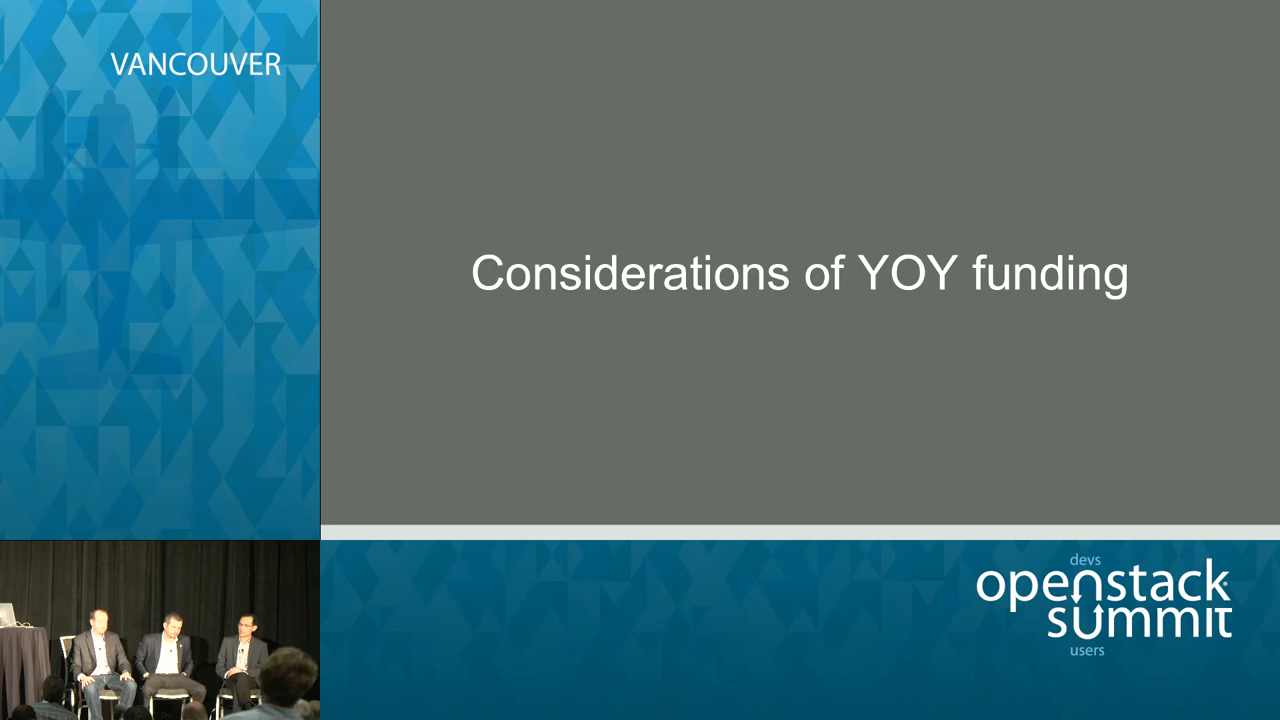 VANCOUVER
Considerations of YOY funding
devs
openstack
summit
users